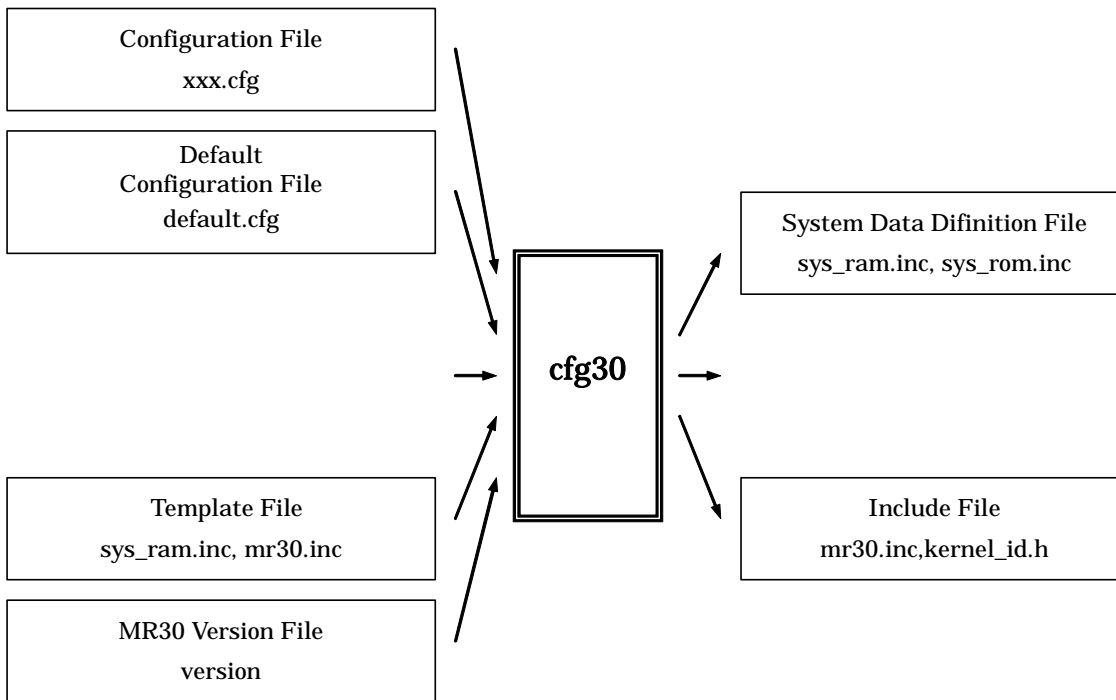 Configuration File
xxx.cfg
Default
Configuration File
default.cfg
Template File
sys_ram.inc, mr30.inc
MR30 Version File
version
cfg30
System Data Difinition File
sys_ram.inc, sys_rom.inc
Include File
mr30.inc,kernel_id.h